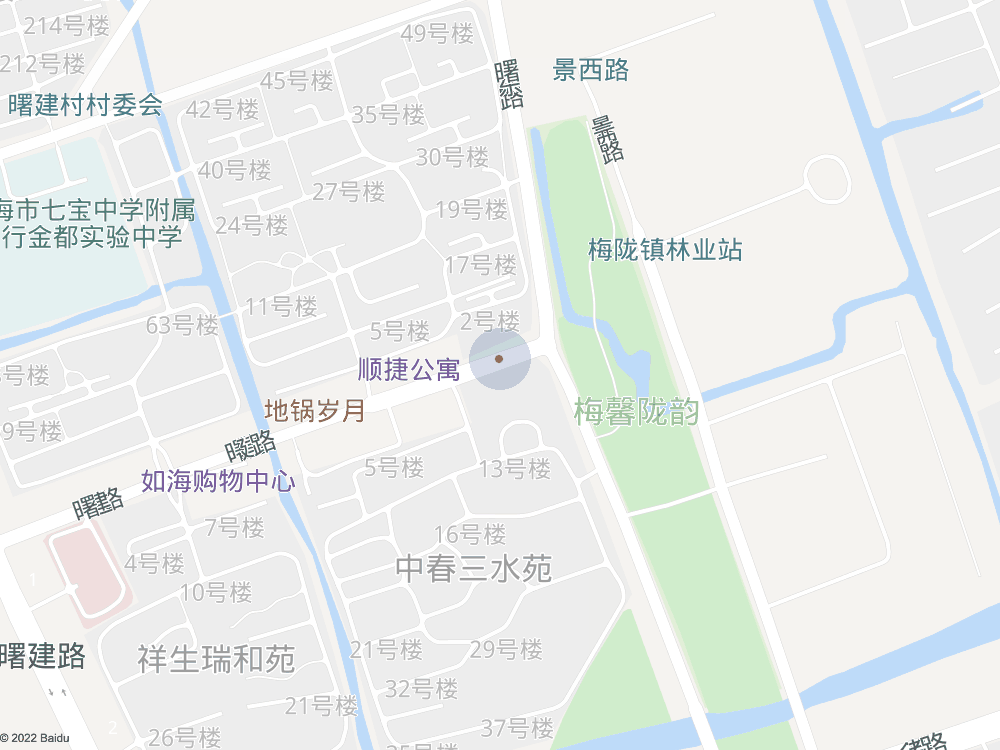 214号楼
49号楼
212号楼
45号楼
景西路
曙建村村委会
42号楼
35号楼
景西路
30号楼
40号楼
27号楼
海市七宝中学附属
行金都实验中学
24号楼
19号楼
梅陇镇林业站
17号楼
11号楼
63号楼
5号楼
2号楼
顺捷公寓
号楼
地锅岁月
梅馨陇韵
9号楼
5号楼
13号楼
如海购物中心
曙建路
7号楼
16号楼
4号楼
中春三水苑
1
10号楼
曙建路
祥生瑞和苑
21号楼
29号楼
32号楼
21号楼
2
37号楼
26号楼
© 2022 Baidu